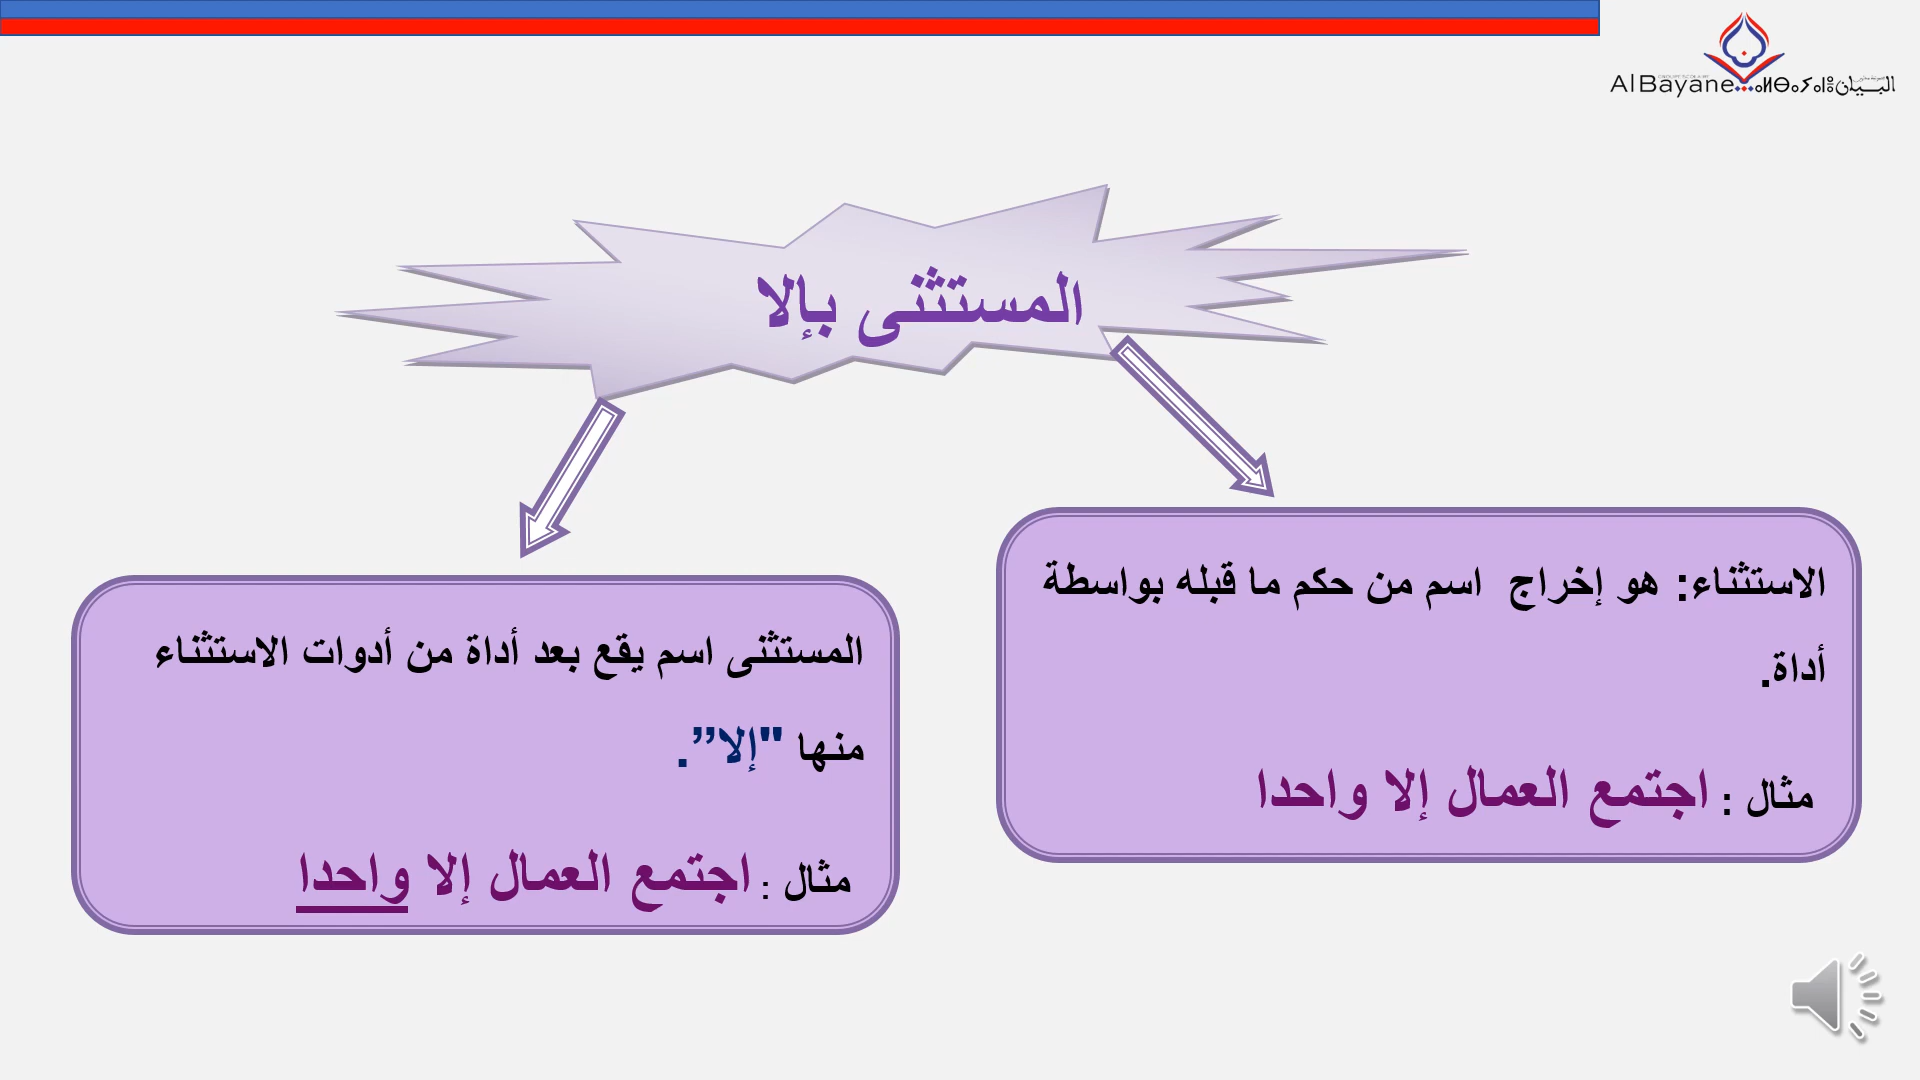 AlBayane
البيان
المستثنى بإلا
الاستثناء: هو إخراج اسم من حكم ما قبله بواسطة
أداة.
مثال : اجتمع العمال إلا واحدا
المستثنى اسم يقع بعد أداة من أدوات الاستثناء
منها "إلا”.
مثال : اجتمع العمال إلا واحدا